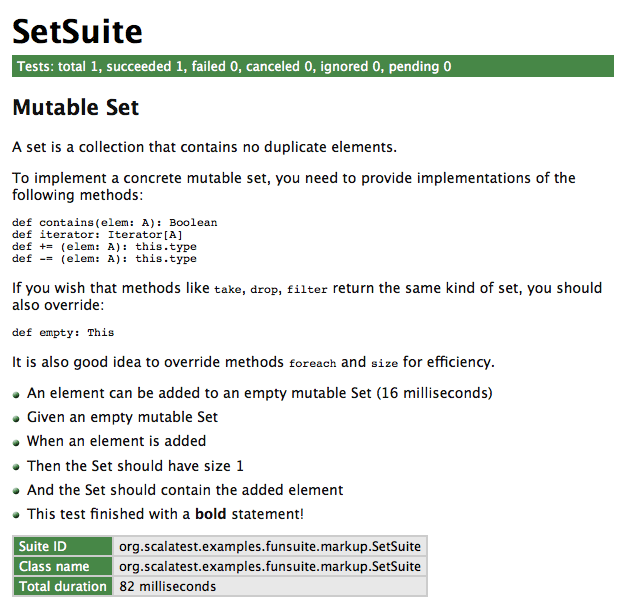 SetSuite
Tests: total 1, succeeded 1, failed 0, canceled 0, ignored 0, pending 0
Mutable Set
A set is a collection that contains no duplicate elements.
To implement a concrete mutable set, you need to provide implementations of the
following methods:
def contains(elem: A): Boolean
def iterator: Iterator[A]
def += (elem: A): this.type
def -= (elem: A): this.type
If you wish that methods like take, drop, filter return the same kind of set, you should
also override:
def empty: This
It is also good idea to override methods foreach and size for efficiency.
An element can be added to an empty mutable Set (16 milliseconds)
Given an empty mutable Set
When an element is added
Then the Set should have size 1
And the Set should contain the added element
This test finished with a bold statement!
Suite ID org.scalatest.examples.funsuite.markup.SetSuite
Class name org.scalatest.examples.funsuite.markup.SetSuite
Total duration 82 milliseconds